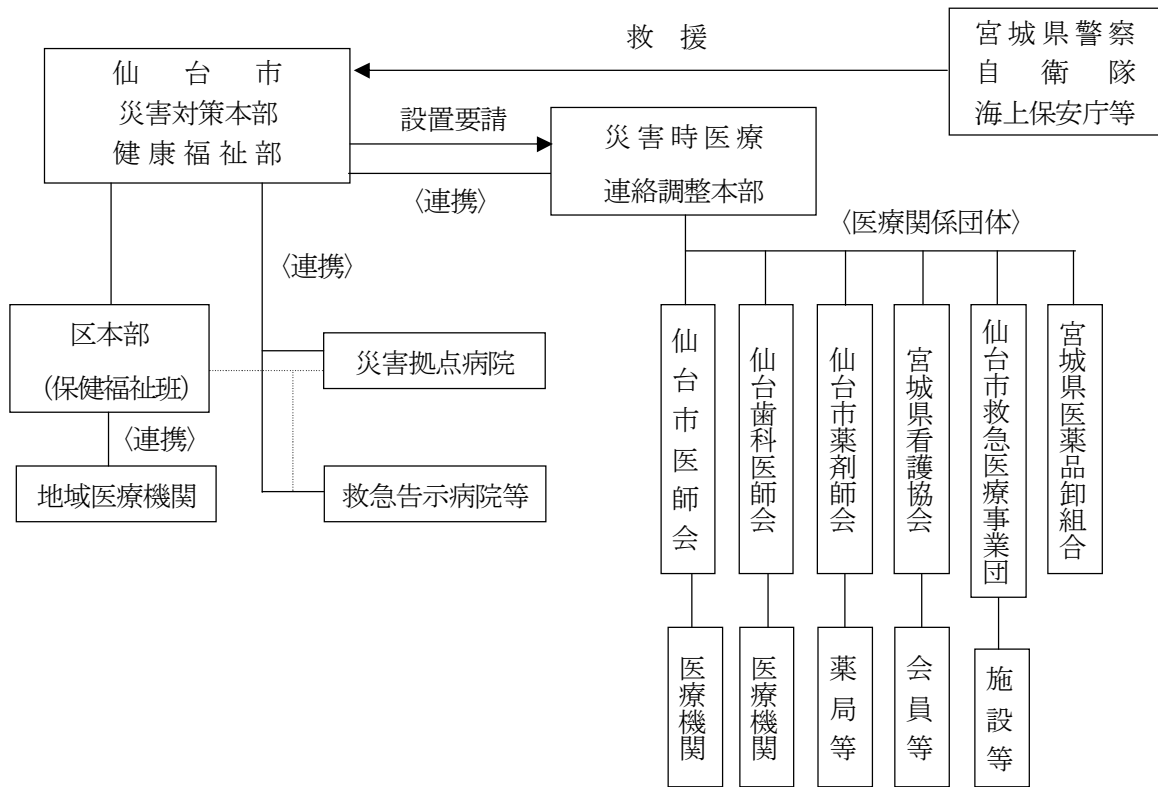 救 援
宮城県警察
自 衛 隊
海上保安庁等
仙 台 市
災害対策本部
健康福祉部
設置要請
〈連携〉
災害時医療
連絡調整本部
〈医療関係団体〉
〈連携〉
区本部
(保健福祉班)
〈連携〉
地域医療機関
災害拠点病院
救急告示病院等
仙台市医師会
仙台歯科医師会
仙台市薬剤師会
宮城県看護協会
仙台市救急医療事業団
宮城県医薬品卸組合
医療機関
医療機関
薬局等
会員等
施設等